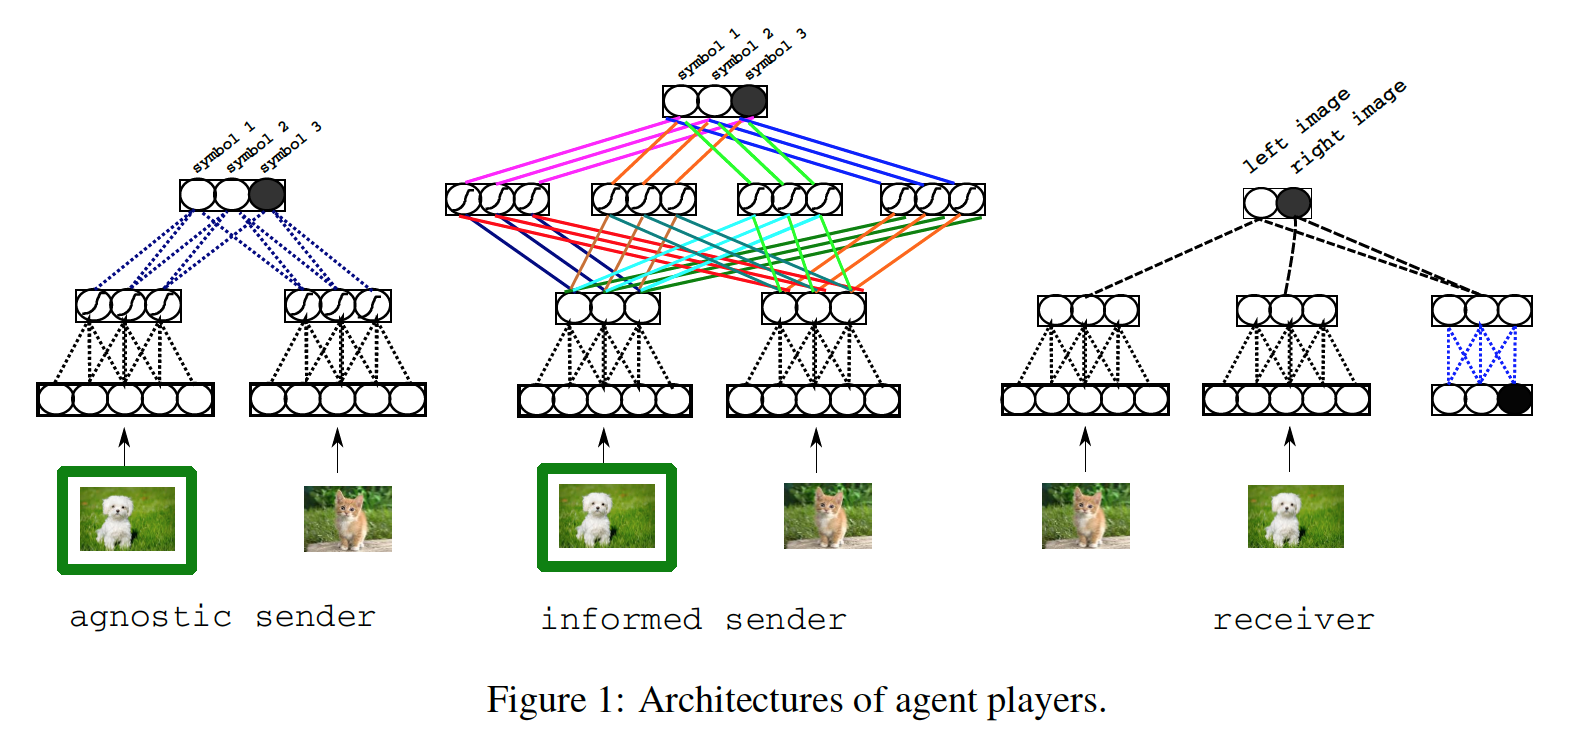 symbol 1
symbol 2
symbol 3
symbol 1
symbol 2
symbol 3
left image
right image
agnostic sender
informed sender
receiver
Figure 1: Architectures of agent players.